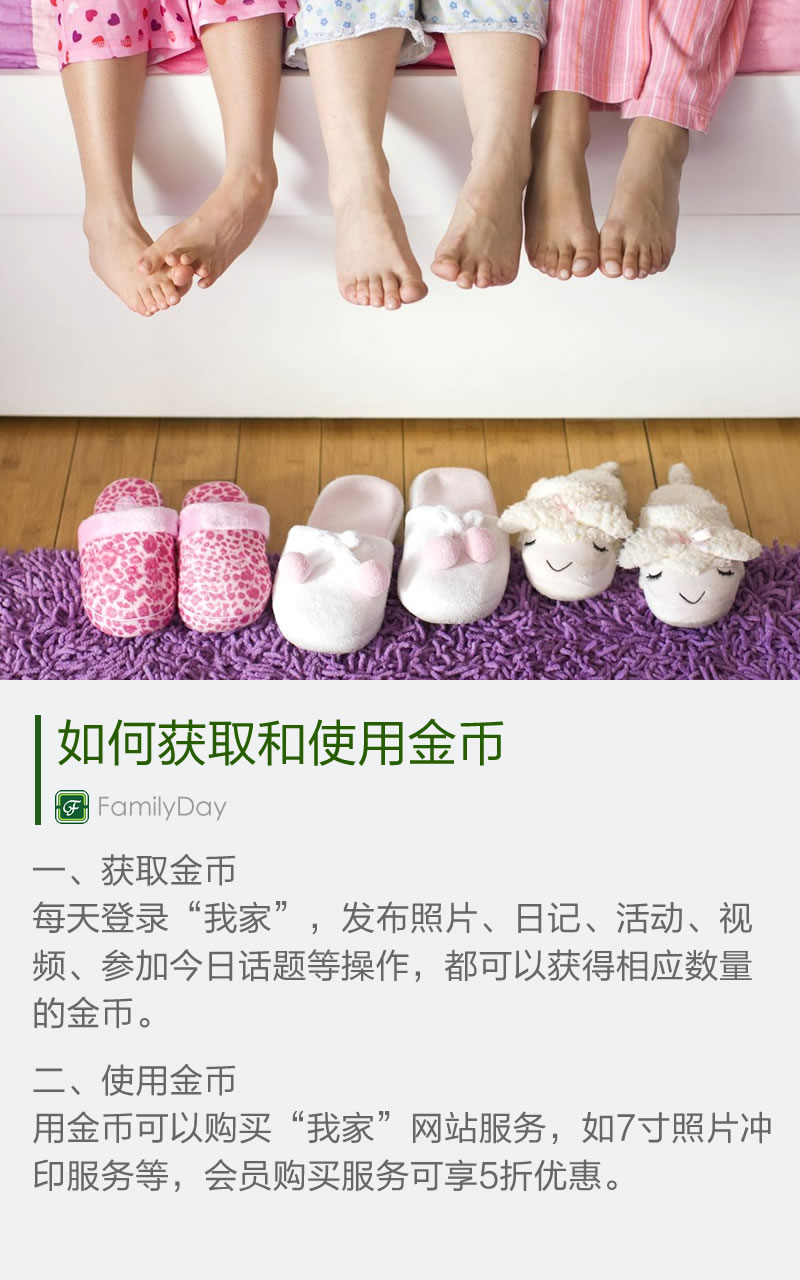 如何获取和使用金币
FamilyDay
一、获取金币
每天登录“我家”，发布照片、日记、活动、视
频、参加今日话题等操作，都可以获得相应数量
的金币。
二、使用金币
用金币可以购买“我家”网站服务，如7寸照片冲
印服务等，会员购买服务可享5折优惠。